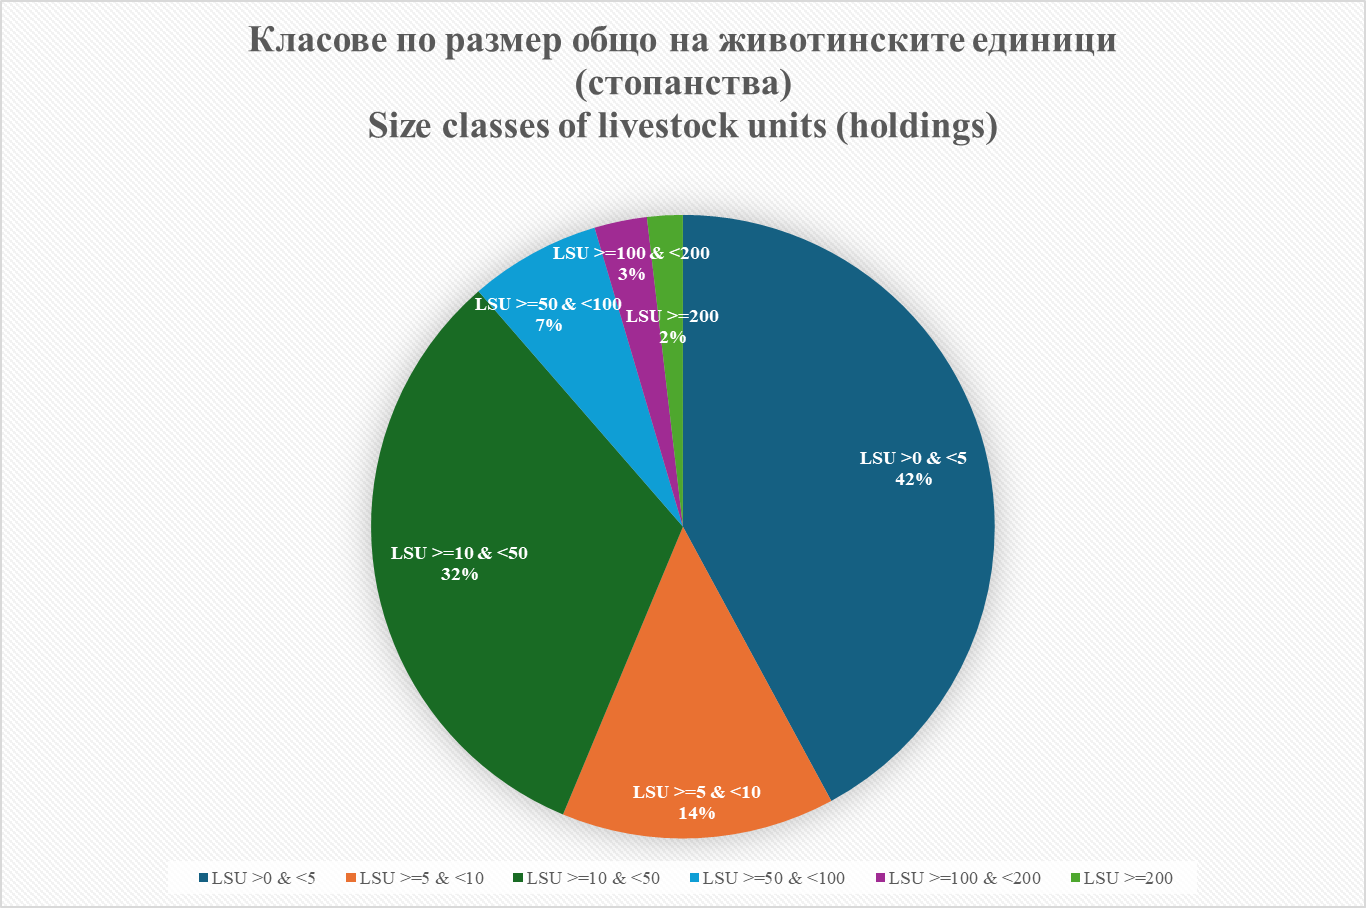 Класове по размер общо на животинските единици
(стопанства)
Size classes of livestock units (holdings)
LSU >=100 & <200
3%
LSU >=50 & <100
7%
LSU >=200
2%
LSU >0 & <5
42%
LSU >=10 & <50
32%
LSU >=5 & <10
14%
LSU >0 & <5 LSU >=5 & <10 LSU >=10 & <50 LSU >=50 & <100 LSU >=100 & <200 LSU >=200